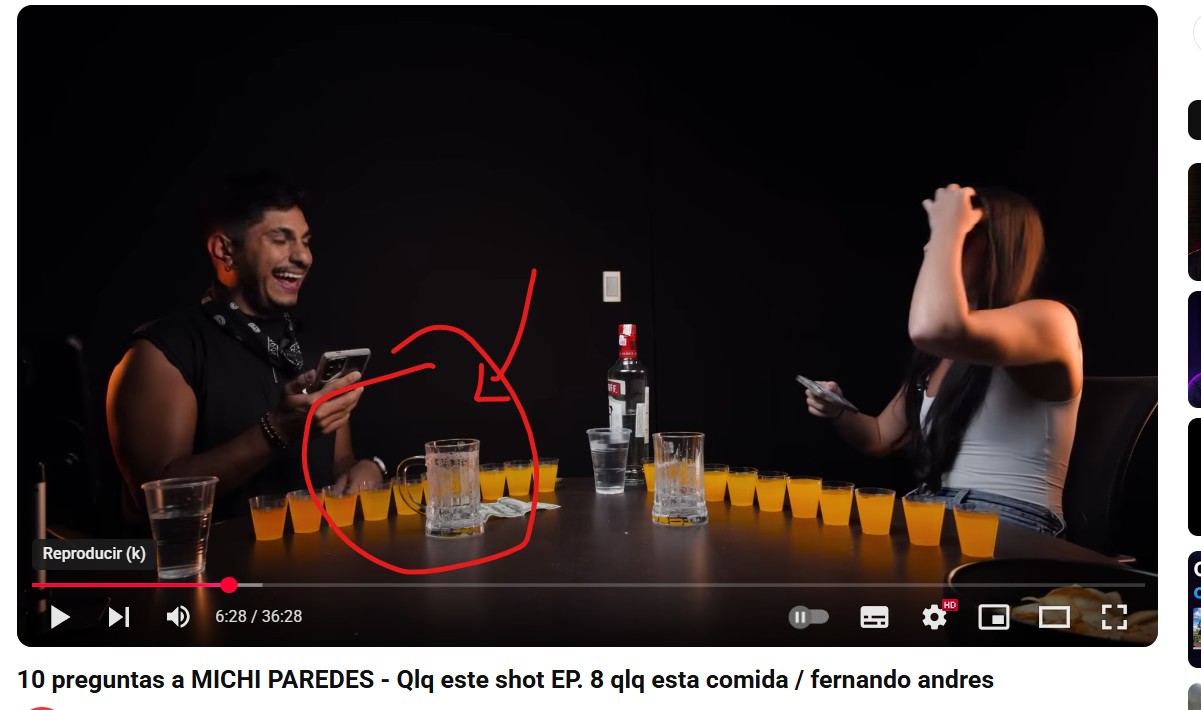 Reproducir (k)
6:28 / 36:28
HD
10 preguntas a MICHI PAREDES - Qlq este shot EP. 8 qlq esta comida / fernando andres